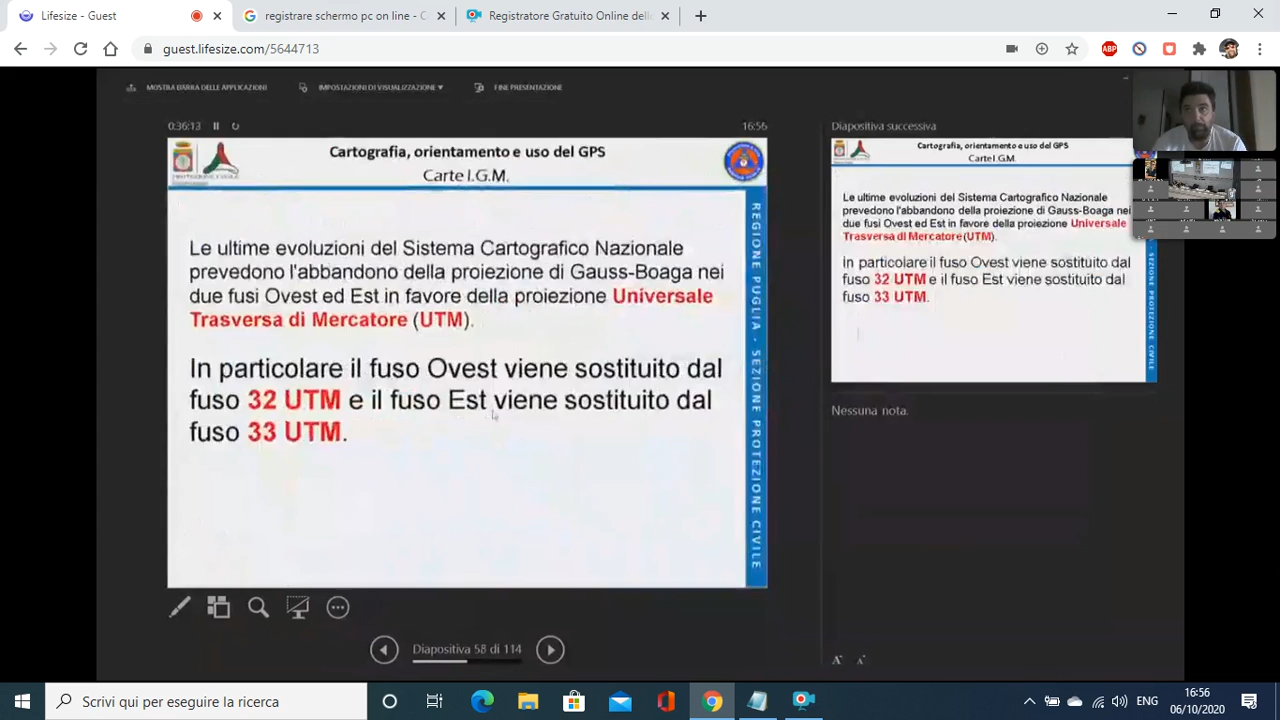 Lifesize - Guest
registrare schermo pc on line - C
Registratore Gratuito Online dell
guest.lifesize.com/5644713
ABP
MOSTRA BARRA DELLE APPLICAZIONI
IMPOSTAZIONI DI VISUALIZZAZIONE
FINE PRESENTAZIONE
0:36:13
16:56
Cartografia, orientamento e uso del GPS
Carte I.G.M.
Le ultime evoluzioni del Sistema Cartografico Nazionale
prevedono l'abbandono della proiezione di Gauss-Boaga nei
due fusi Ovest ed Est in favore della proiezione Universale
Trasversa di Mercatore (UTM).
In particolare il fuso Ovest viene sostituito dal
fuso 32 UTM e il fuso Est viene sostituito dal
fuso 33 UTM.
REGIONE PUGLIA - SEZIONE PROTEZIONE CIVILE
Diapositiva 58 di 114
Diapositiva successiva
Cartografia, orientamento e uso del GPS
Carte I.G.M.
Le ultime evoluzioni del Sistema Cartografico Nazionale
prevedono l'abbandono della proiezione di Gauss-Boaga nei
due fusi Ovest ed Est in favore della proiezione Universale
Trasversa di Mercatore (UTM).
In particolare il fuso Ovest viene sostituito dal
fuso 32 UTM e il fuso Est viene sostituito dal
fuso 33 UTM.
- SEZIONE PROTEZIONE CIVILE
Nessuna nota.
A A
Scrivi qui per eseguire la ricerca
ENG
16:56
06/10/2020